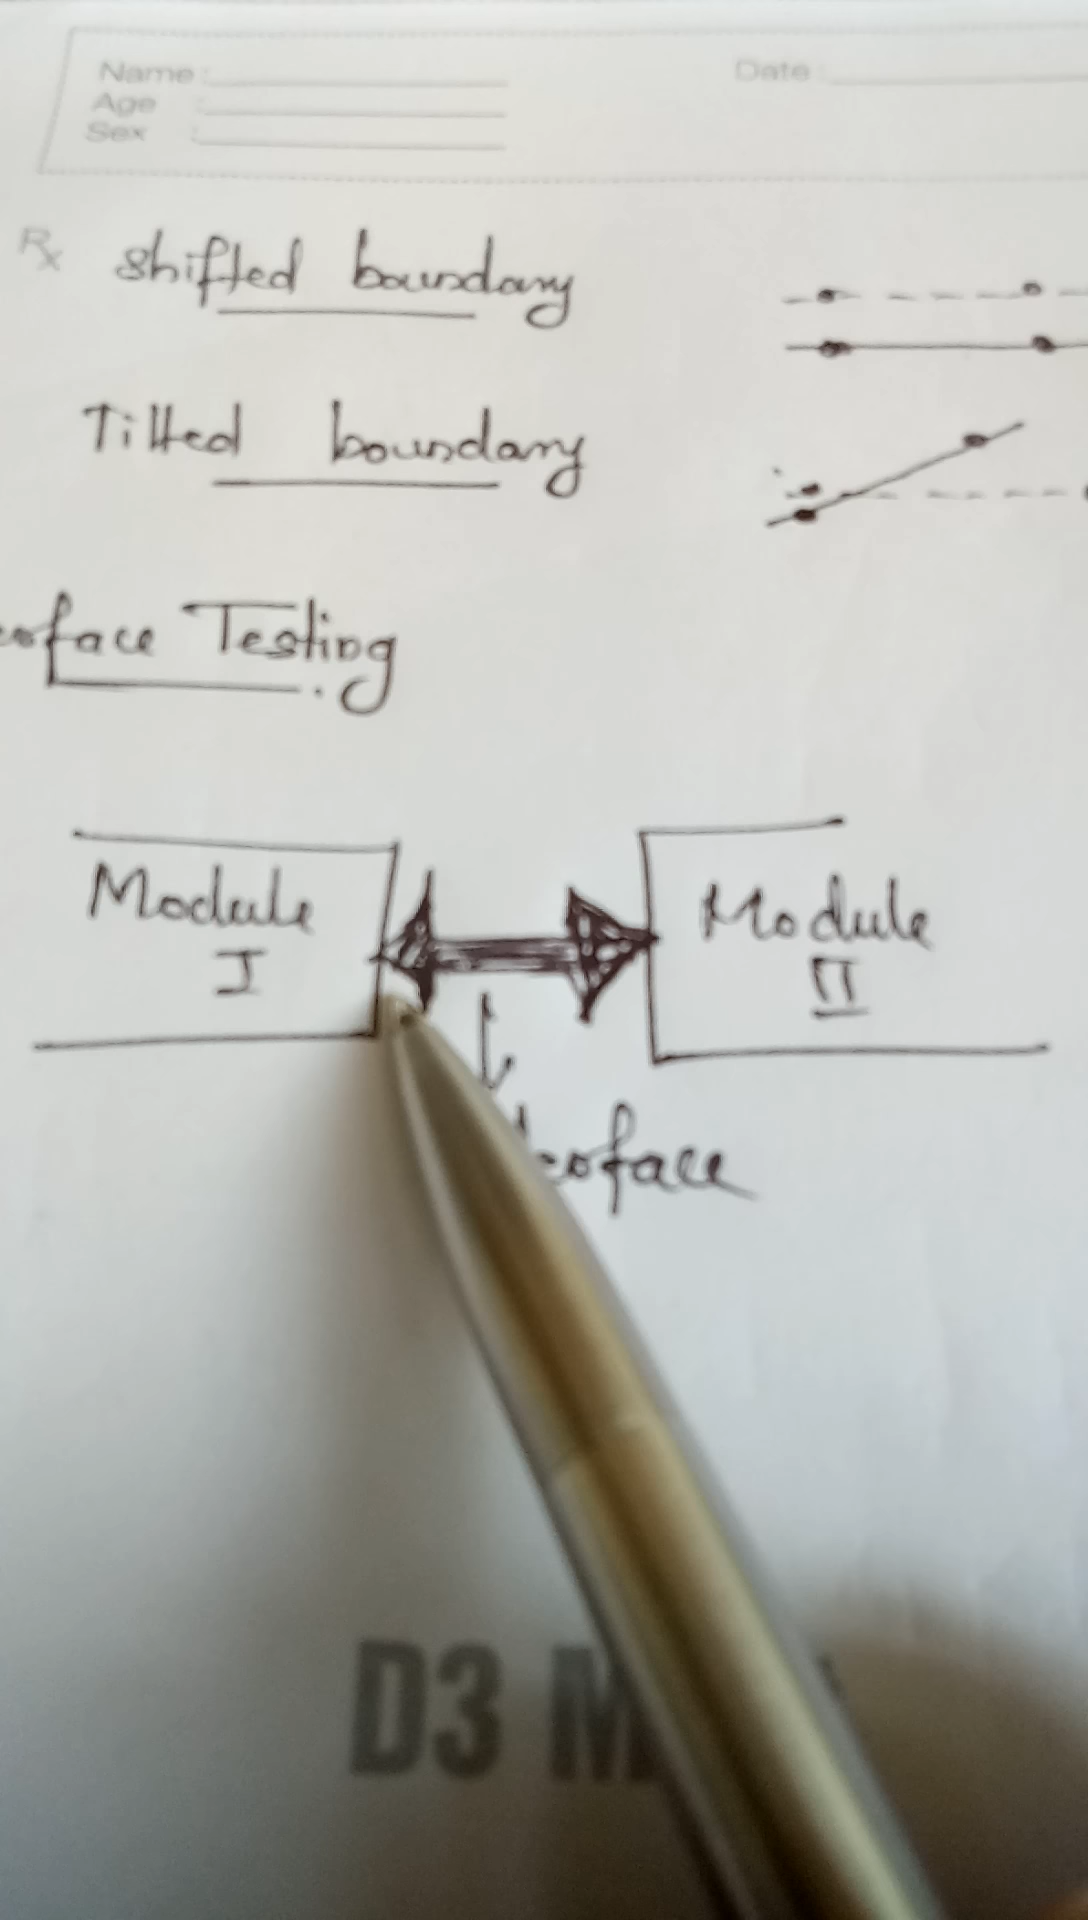 Name : Date :
Age :
Sex :
Rx shifted boundary
Tilted boundary
Testing
Module
I
Module
II
D3